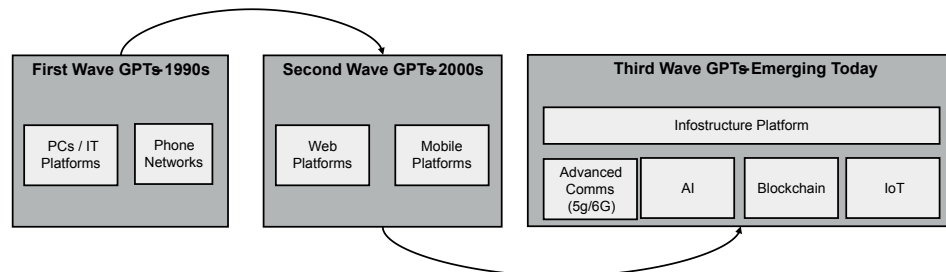 First Wave GPTs-1990s
PCs / IT
Platforms
Phone
Networks
Second Wave GPTs-2000s
Web
Platforms
Mobile
Platforms
Third Wave GPTs-Emerging Today
Infostructure Platform
Advanced
Comms
(5g/6G)
AI
Blockchain
IoT